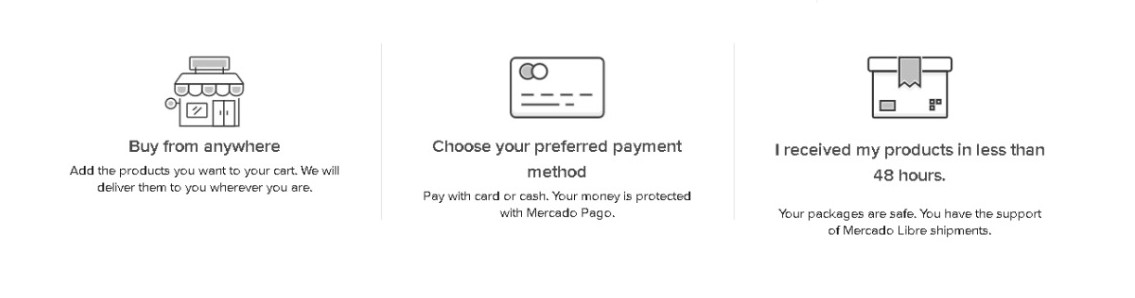 Buy from anywhere
Add the products you want to your cart. We will
deliver them to you wherever you are.
Choose your preferred payment
method
Pay with card or cash. Your money is protected
with Mercado Pago.
I received my products in less than
48 hours.
Your packages are safe. You have the support
of Mercado Libre shipments.